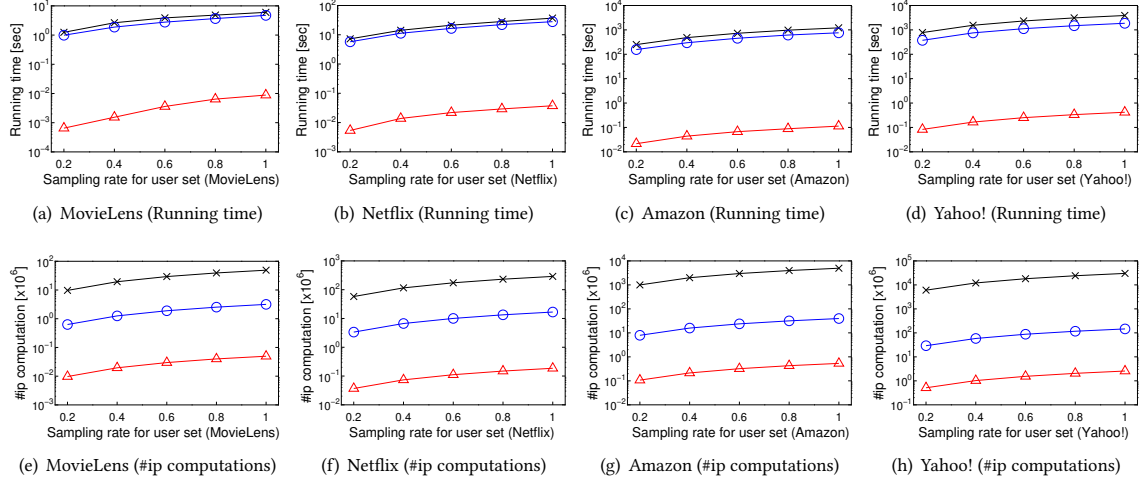 Running time [sec]
10^1
10^0
10^-1
10^-2
10^-3
10^-4
0.2 0.4 0.6 0.8 1
Sampling rate for user set (MovieLens)
(a) MovieLens (Running time)
Running time [sec]
10^2
10^1
10^0
10^-1
10^-2
10^-3
0.2 0.4 0.6 0.8 1
Sampling rate for user set (Netflix)
(b) Netflix (Running time)
Running time [sec]
10^4
10^3
10^2
10^1
10^0
10^-1
10^-2
0.2 0.4 0.6 0.8 1
Sampling rate for user set (Amazon)
(c) Amazon (Running time)
Running time [sec]
10^4
10^3
10^2
10^1
10^0
10^-1
10^-2
0.2 0.4 0.6 0.8 1
Sampling rate for user set (Yahoo!)
(d) Yahoo! (Running time)
#ip computation [x10^6]
10^2
10^1
10^0
10^-1
10^-2
10^-3
0.2 0.4 0.6 0.8 1
Sampling rate for user set (MovieLens)
(e) MovieLens (#ip computations)
#ip computation [x10^6]
10^3
10^2
10^1
10^0
10^-1
10^-2
0.2 0.4 0.6 0.8 1
Sampling rate for user set (Netflix)
(f) Netflix (#ip computations)
#ip computation [x10^6]
10^4
10^3
10^2
10^1
10^0
10^-1
10^-2
0.2 0.4 0.6 0.8 1
Sampling rate for user set (Amazon)
(g) Amazon (#ip computations)
#ip computation [x10^6]
10^5
10^4
10^3
10^2
10^1
10^0
10^-1
0.2 0.4 0.6 0.8 1
Sampling rate for user set (Yahoo!)
(h) Yahoo! (#ip computations)